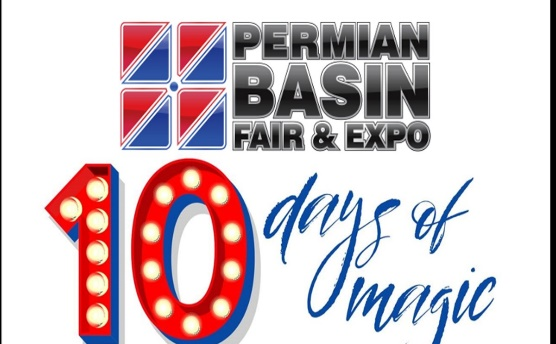 PERMIAN
BASIN
FAIR & EXPO
10 days of
magic